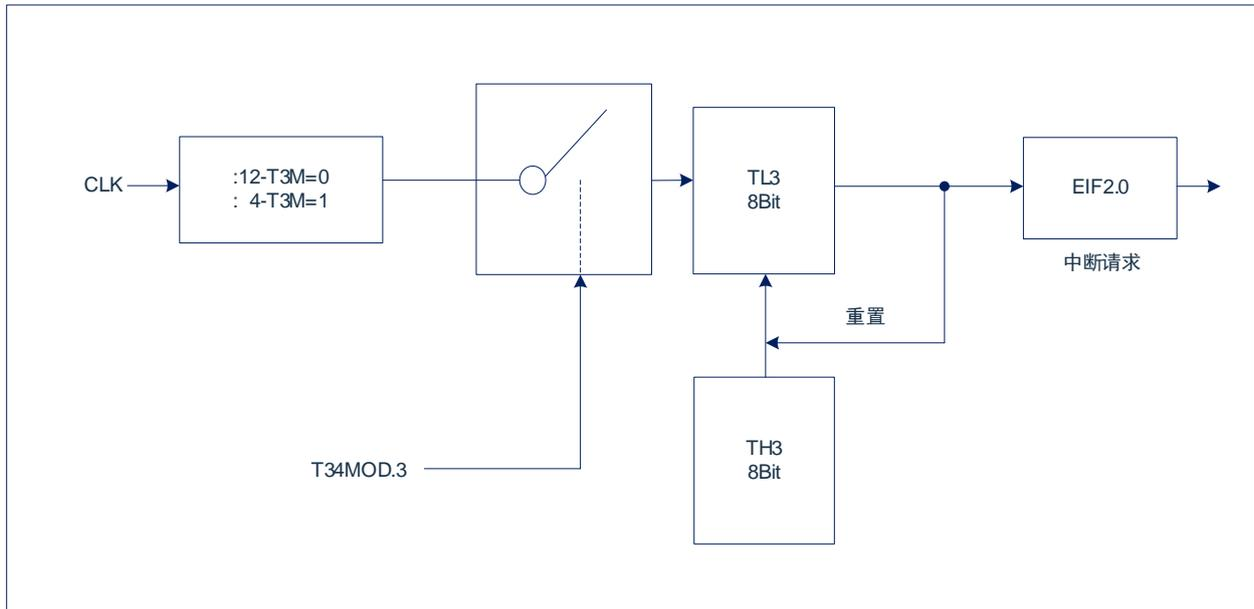 CLK
:12-T3M=0
: 4-T3M=1
TL3
8Bit
EIF2.0
中断请求
重置
TH3
8Bit
T34MOD.3